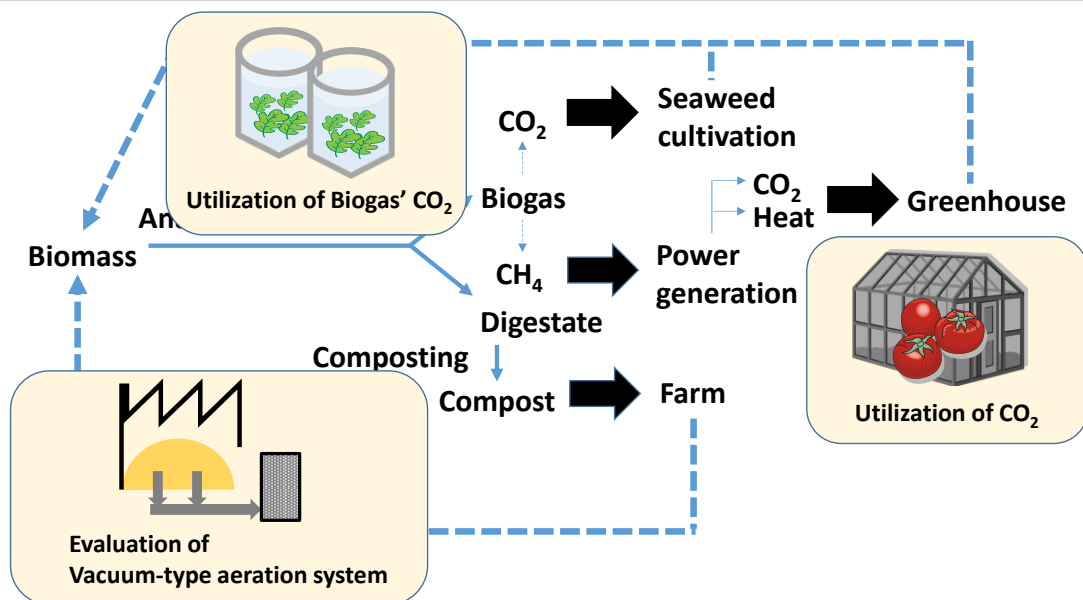 Utilization of Biogas' CO₂
CO₂
Seaweed
cultivation
Biogas
CO₂
Heat
Greenhouse
Biomass
CH₄
Power
generation
Digestate
Composting
Compost
Farm
Utilization of CO₂
Evaluation of
Vacuum-type aeration system